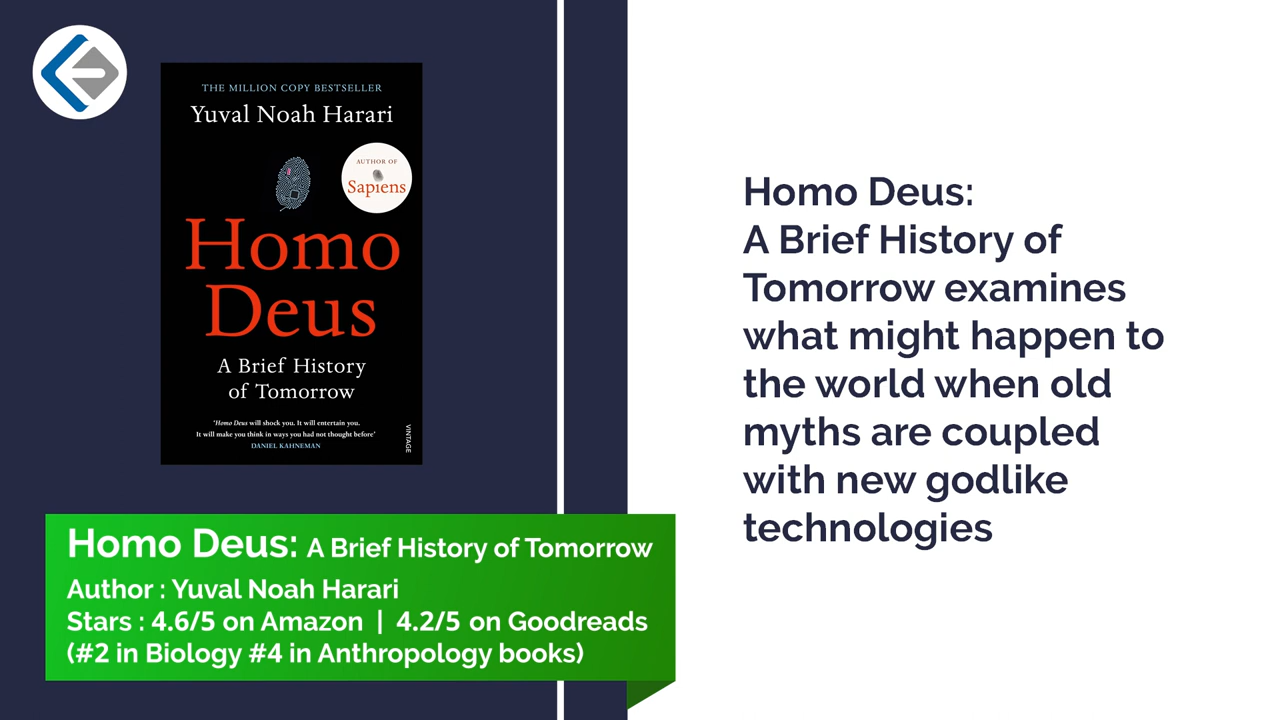 THE MILLION COPY BESTSELLER
Yuval Noah Harari
AUTHOR OF
Sapiens
Homo
Deus
A Brief History
of Tomorrow
'Homo Deus will shock you. It will entertain you.
It will make you think in ways you had not thought before'
DANIEL KAHNEMAN
VINTAGE
Homo Deus: A Brief History of Tomorrow
Author : Yuval Noah Harari
Stars : 4.6/5 on Amazon | 4.2/5 on Goodreads
(#2 in Biology #4 in Anthropology books)
Homo Deus:
A Brief History of
Tomorrow examines
what might happen to
the world when old
myths are coupled
with new godlike
technologies